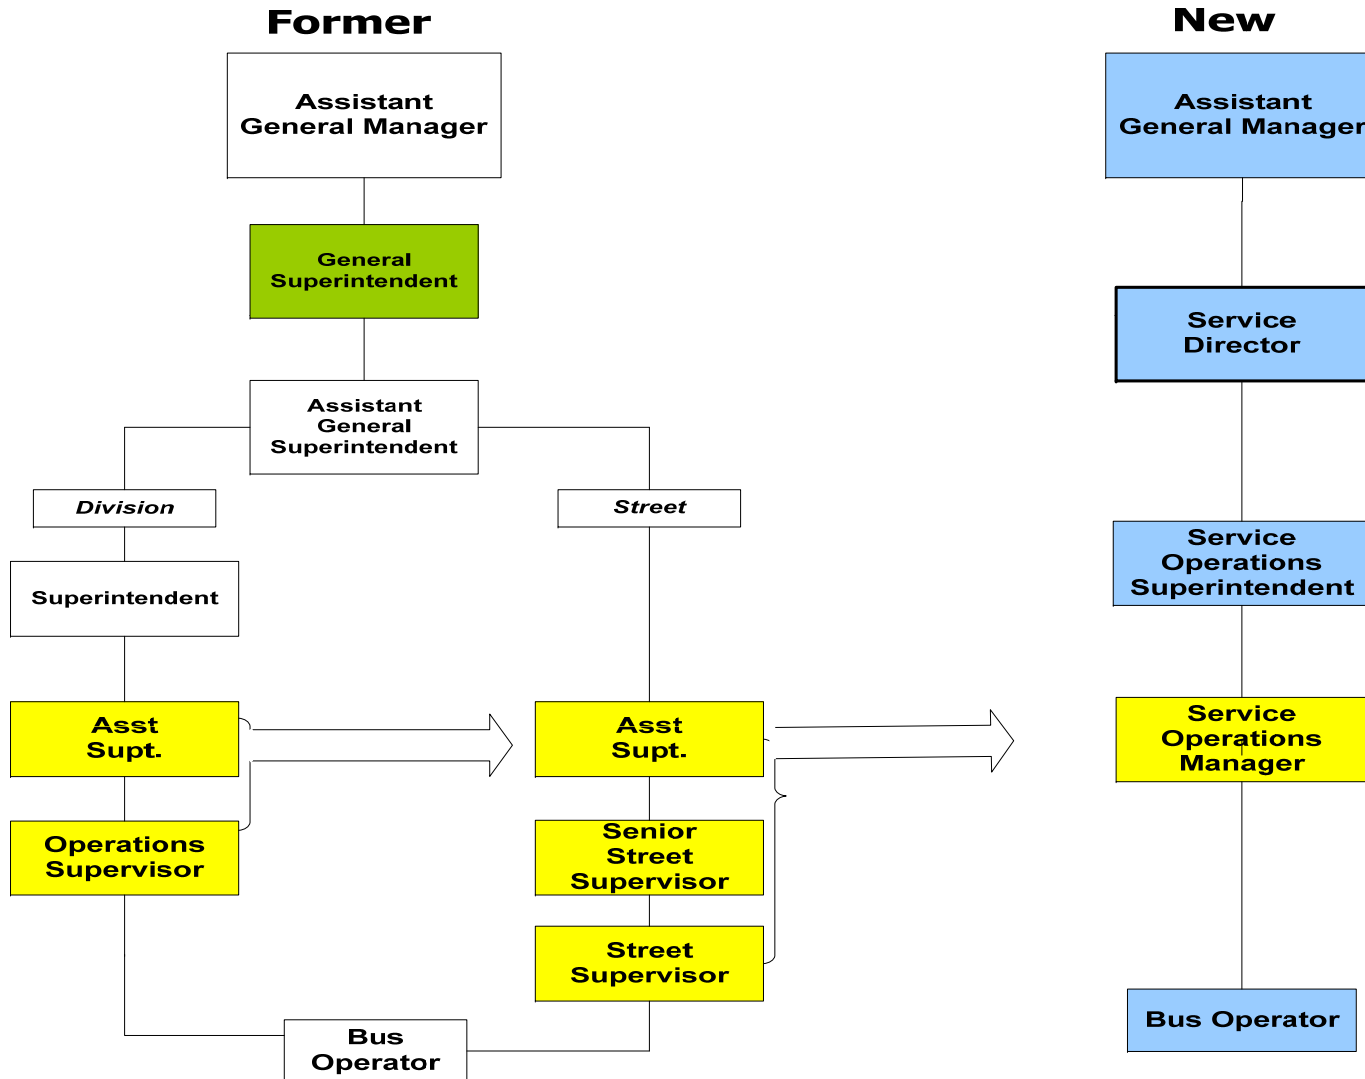 Former
New
Assistant
General Manager
Assistant
General Manager
General
Superintendent
Service
Director
Assistant
General
Superintendent
Division
Street
Service
Operations
Superintendent
Superintendent
Asst
Supt.
Asst
Supt.
Service
Operations
Manager
Operations
Supervisor
Senior
Street
Supervisor
Street
Supervisor
Bus Operator
Bus
Operator